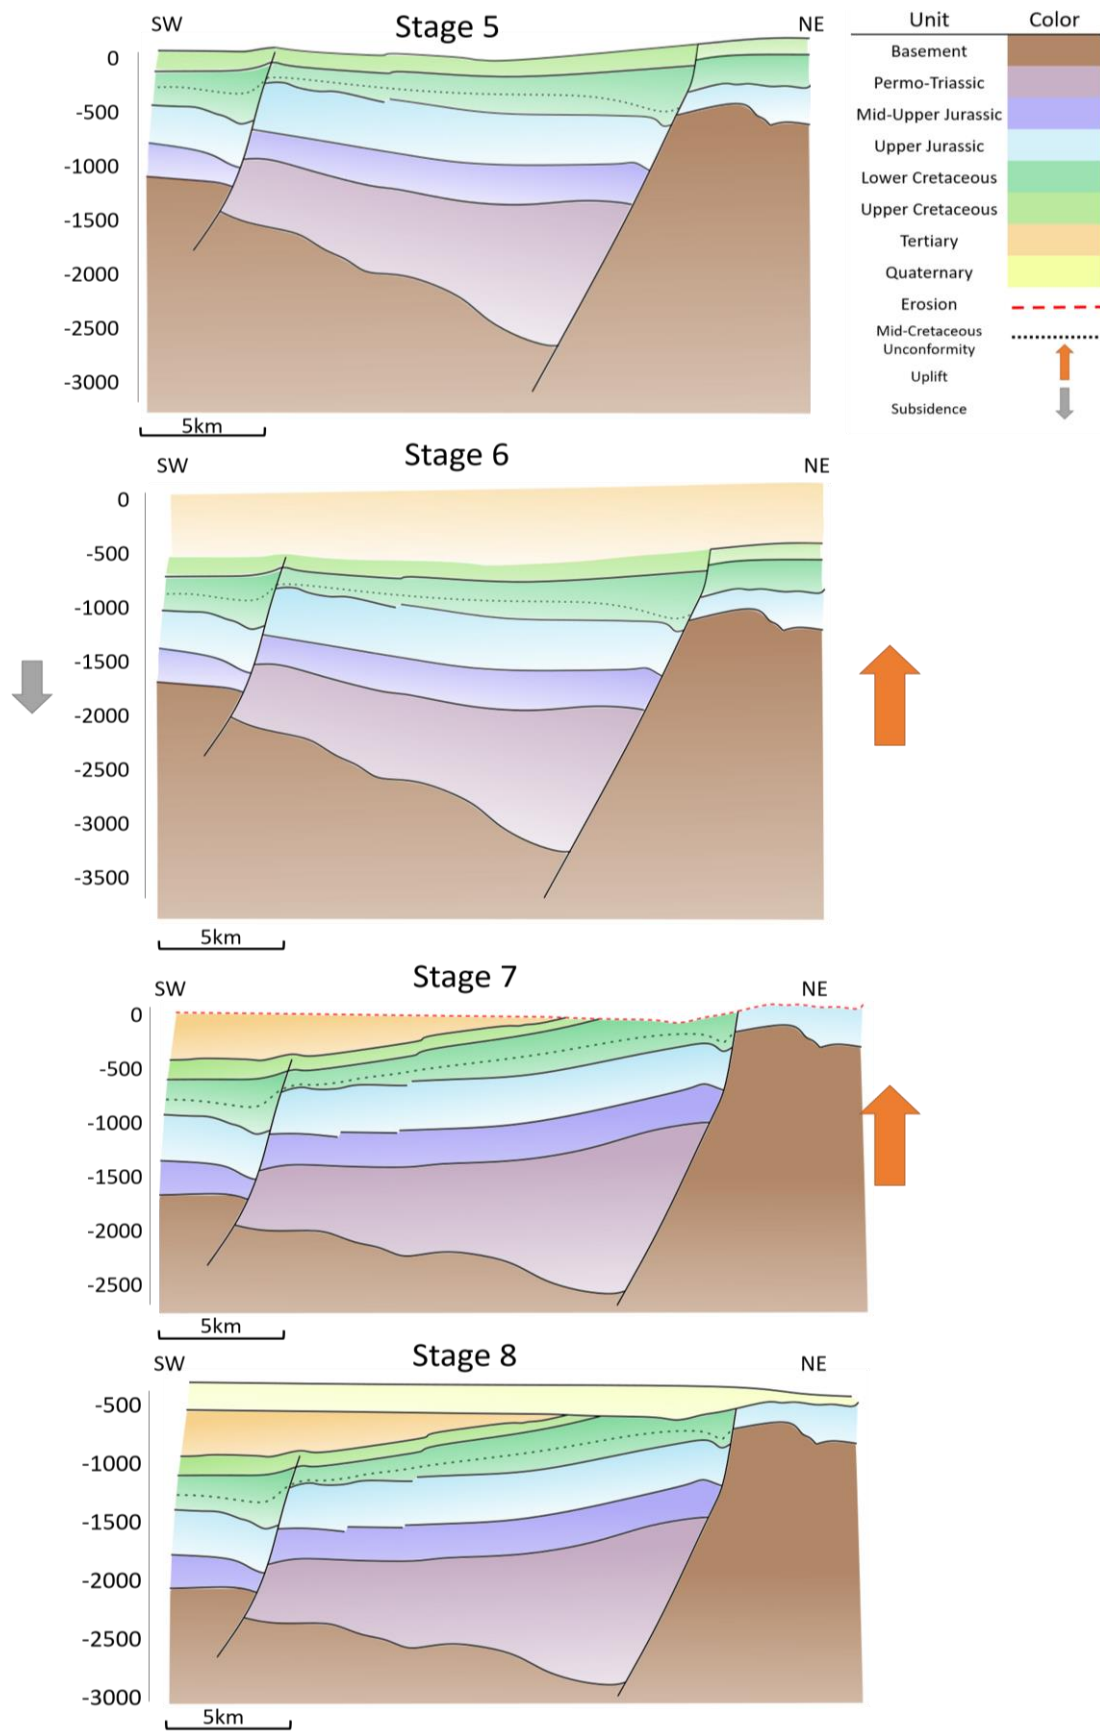 SW
Stage 5
NE
0
-500
-1000
-1500
-2000
-2500
-3000
5km
Unit
Color
Basement
Permo-Triassic
Mid-Upper Jurassic
Upper Jurassic
Lower Cretaceous
Upper Cretaceous
Tertiary
Quaternary
Erosion
Mid-Cretaceous
Unconformity
Uplift
Subsidence
Stage 6
SW
NE
0
-500
-1000
-1500
-2000
-2500
-3000
-3500
5km
Stage 7
SW
NE
0
-500
-1000
-1500
-2000
-2500
5km
Stage 8
SW
NE
-500
-1000
-1500
-2000
-2500
-3000
5km